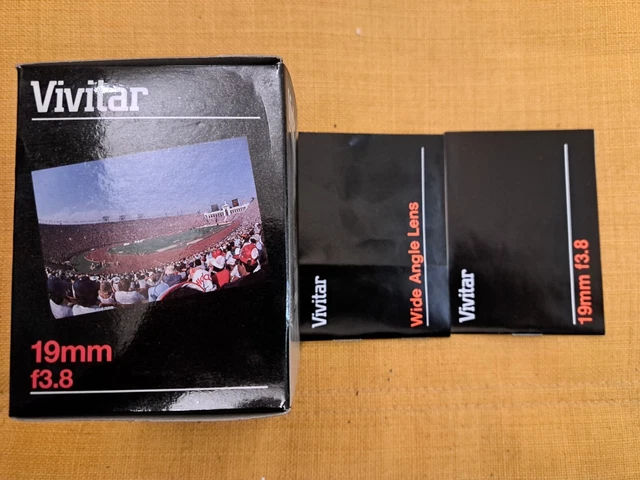 Vivitar
19mm
f3.8
Vivitar
Wide Angle Lens
Vivitar
19mm f3.8